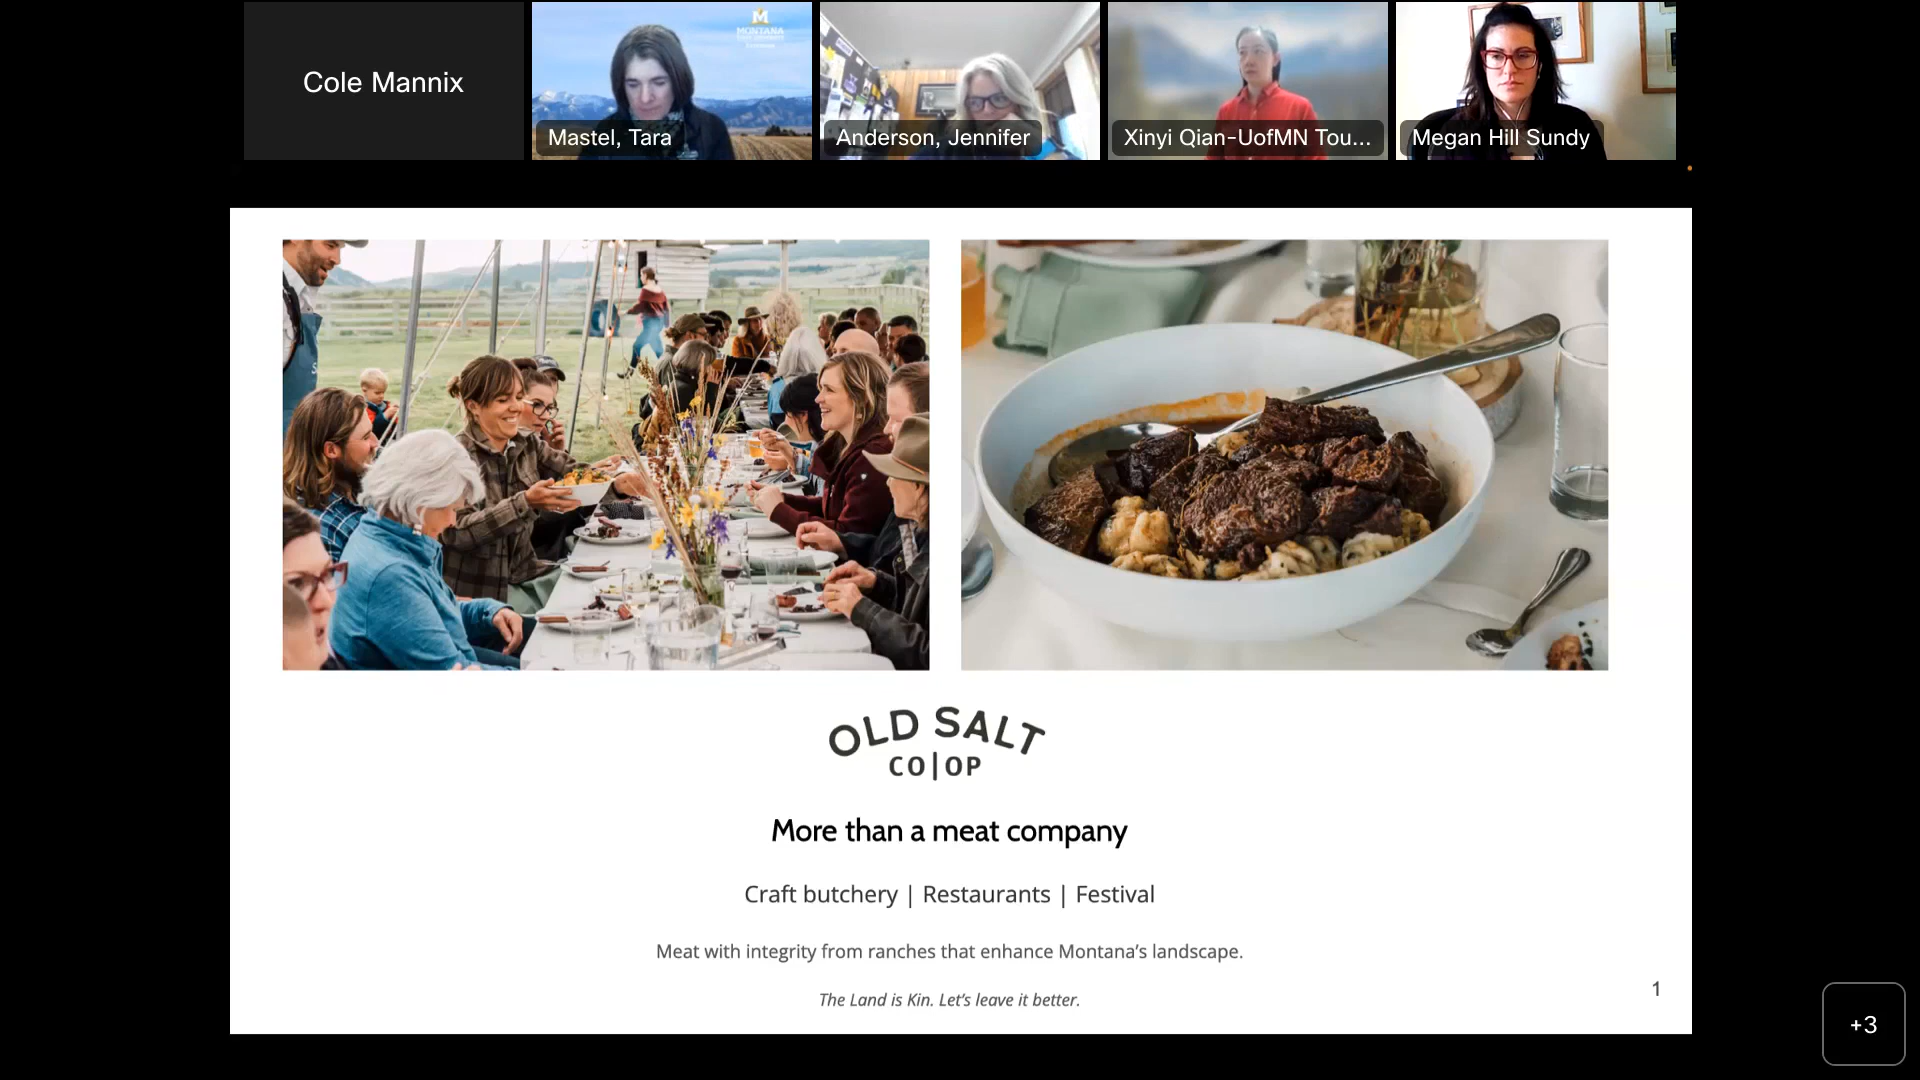 Cole Mannix
MONTANA
Mastel, Tara
Anderson, Jennifer
Xinyi Qian-UofMN Tou...
Megan Hill Sundy
OLD SALT
CO|OP
More than a meat company
Craft butchery | Restaurants | Festival
Meat with integrity from ranches that enhance Montana’s landscape.
The Land is Kin. Let’s leave it better.
1
+3